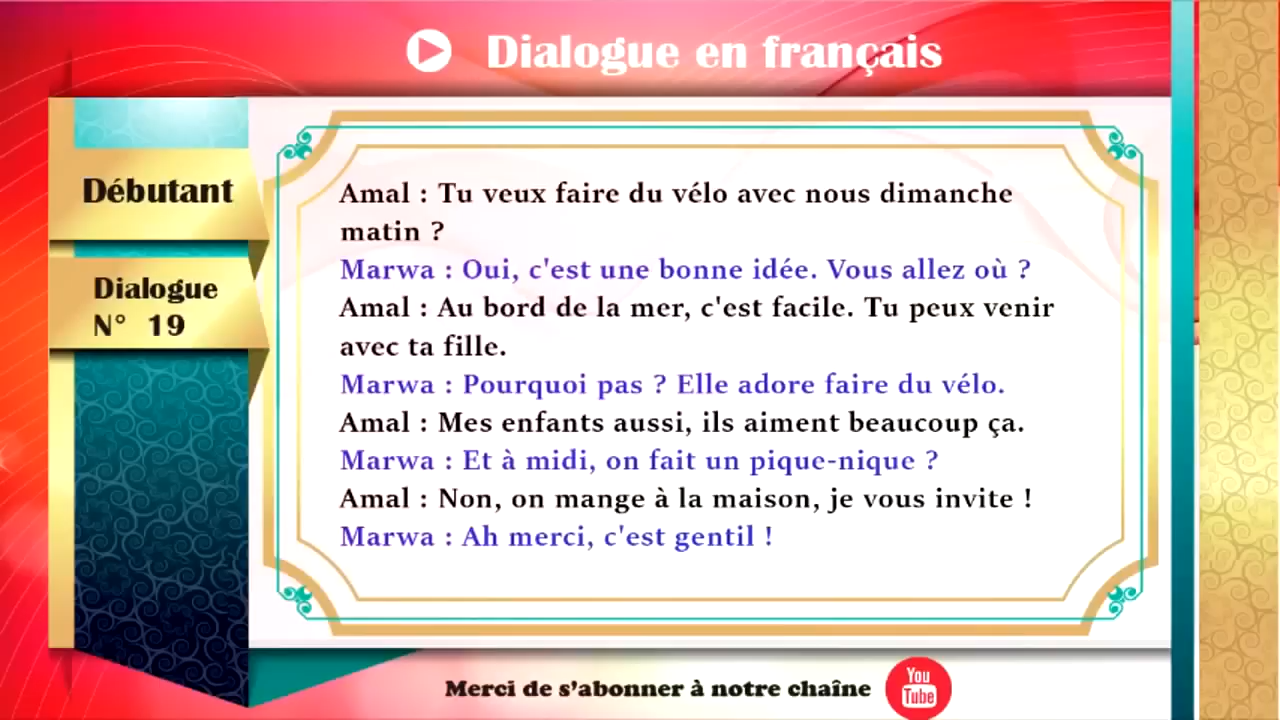 Dialogue en français
Débutant
Dialogue
N° 19
Amal : Tu veux faire du vélo avec nous dimanche
matin ?
Marwa : Oui, c'est une bonne idée. Vous allez où ?
Amal : Au bord de la mer, c'est facile. Tu peux venir
avec ta fille.
Marwa : Pourquoi pas ? Elle adore faire du vélo.
Amal : Mes enfants aussi, ils aiment beaucoup ça.
Marwa : Et à midi, on fait un pique-nique ?
Amal : Non, on mange à la maison, je vous invite !
Marwa : Ah merci, c'est gentil !
Merci de s'abonner à notre chaîne
You
Tube